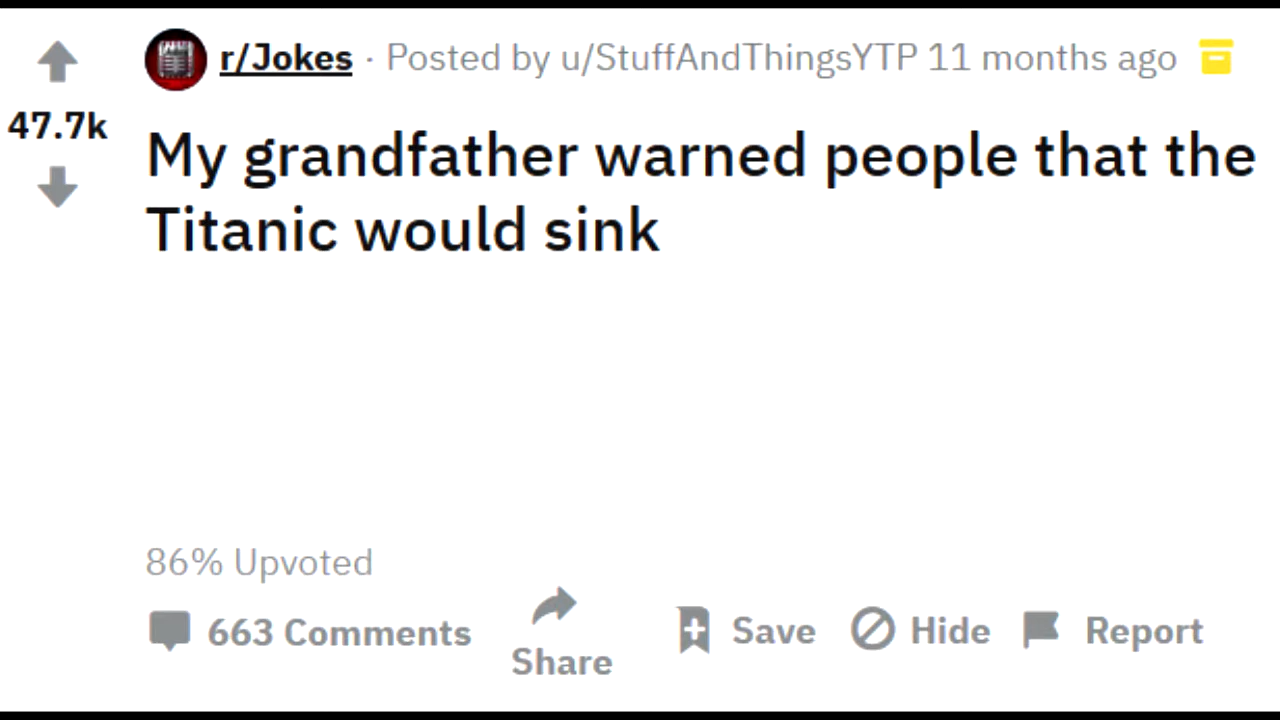 r/Jokes · Posted by u/StuffAndThingsYTP 11 months ago
47.7k
My grandfather warned people that the
Titanic would sink
86% Upvoted
663 Comments Share Save Hide Report